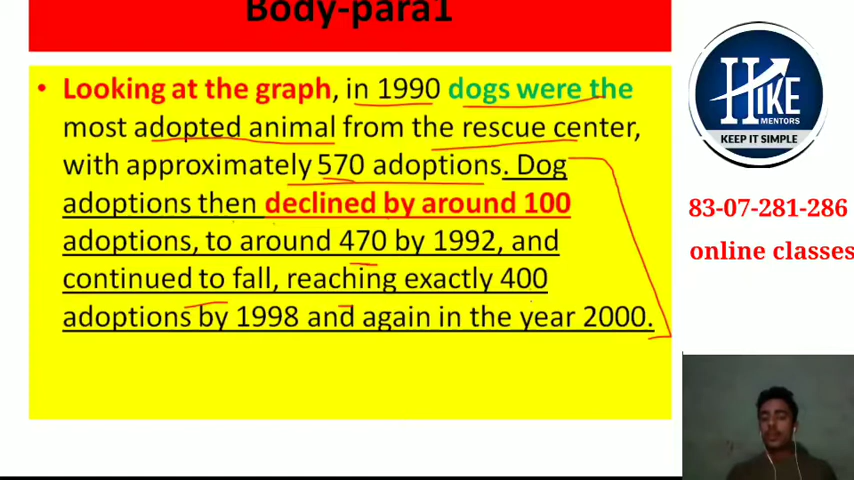 Body-para1
• Looking at the graph, in 1990 dogs were the
most adopted animal from the rescue center,
with approximately 570 adoptions. Dog
adoptions then declined by around 100
adoptions, to around 470 by 1992, and
continued to fall, reaching exactly 400
adoptions by 1998 and again in the year 2000.
HIKE
MENTORS
KEEP IT SIMPLE
83-07-281-286
online classes